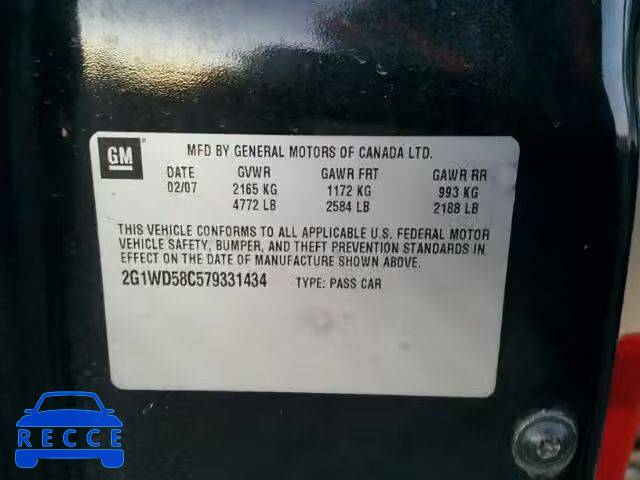 GM
MFD BY GENERAL MOTORS OF CANADA LTD.
DATE GVWR GAWR FRT GAWR RR
02/07 2165 KG 1172 KG 993 KG
4772 LB 2584 LB 2188 LB
THIS VEHICLE CONFORMS TO ALL APPLICABLE U.S. FEDERAL MOTOR
VEHICLE SAFETY, BUMPER, AND THEFT PREVENTION STANDARDS IN
EFFECT ON THE DATE OF MANUFACTURE SHOWN ABOVE.
2G1WD58C579331434 TYPE: PASS CAR
RECCE